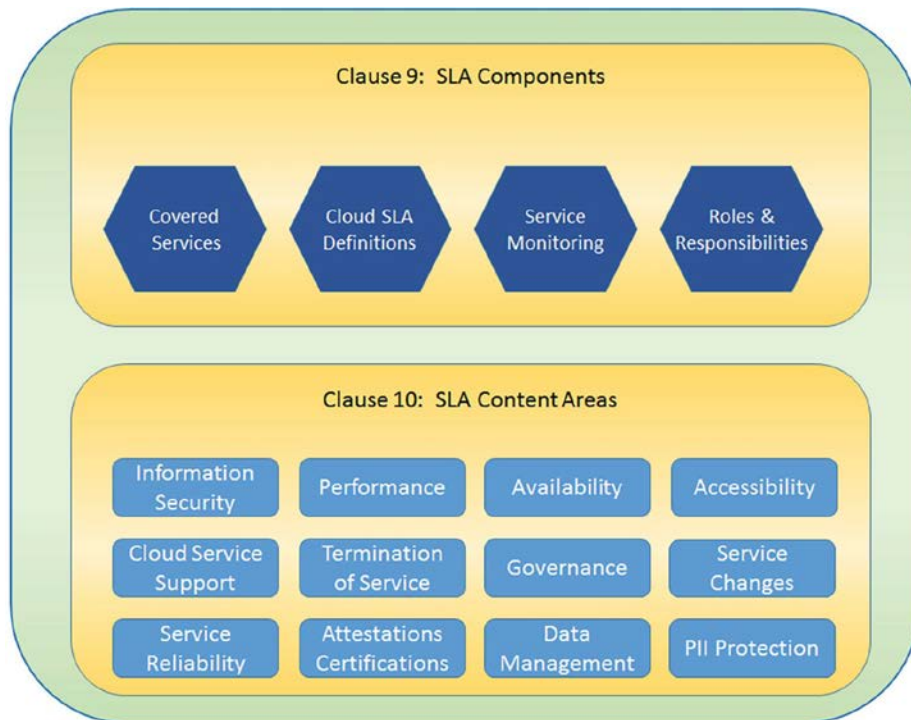 Clause 9: SLA Components
Covered
Services
Cloud SLA
Definitions
Service
Monitoring
Roles &
Responsibilities
Clause 10: SLA Content Areas
Information
Security
Performance
Availability
Accessibility
Cloud Service
Support
Termination
of Service
Governance
Service
Changes
Service
Reliability
Attestations
Certifications
Data
Management
PII Protection